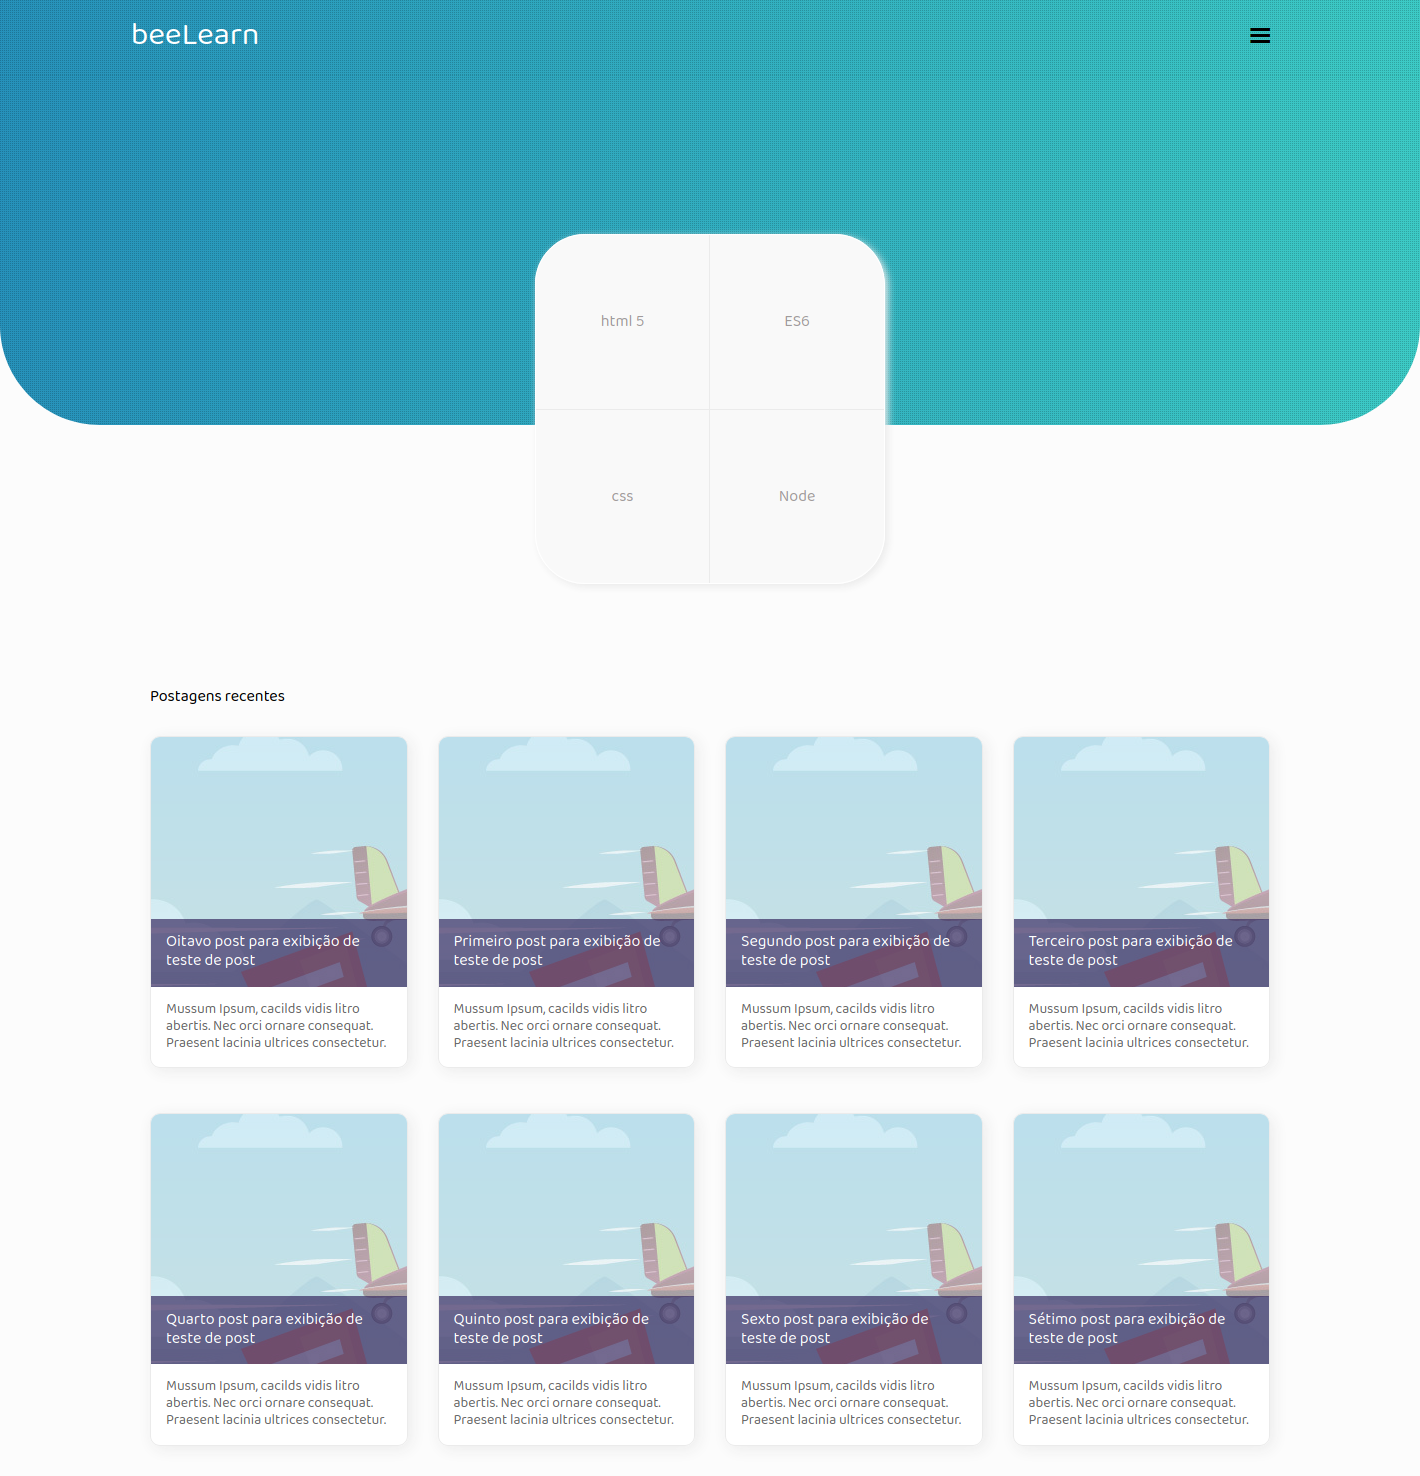 beeLearn
html 5
ES6
css
Node
Postagens recentes
Oitavo post para exibição de
teste de post
Mussum Ipsum, cacilds vidis litro
abertis. Nec orci ornare consequat.
Praesent lacinia ultrices consectetur.
Primeiro post para exibição de
teste de post
Mussum Ipsum, cacilds vidis litro
abertis. Nec orci ornare consequat.
Praesent lacinia ultrices consectetur.
Segundo post para exibição de
teste de post
Mussum Ipsum, cacilds vidis litro
abertis. Nec orci ornare consequat.
Praesent lacinia ultrices consectetur.
Terceiro post para exibição de
teste de post
Mussum Ipsum, cacilds vidis litro
abertis. Nec orci ornare consequat.
Praesent lacinia ultrices consectetur.
Quarto post para exibição de
teste de post
Mussum Ipsum, cacilds vidis litro
abertis. Nec orci ornare consequat.
Praesent lacinia ultrices consectetur.
Quinto post para exibição de
teste de post
Mussum Ipsum, cacilds vidis litro
abertis. Nec orci ornare consequat.
Praesent lacinia ultrices consectetur.
Sexto post para exibição de
teste de post
Mussum Ipsum, cacilds vidis litro
abertis. Nec orci ornare consequat.
Praesent lacinia ultrices consectetur.
Sétimo post para exibição de
teste de post
Mussum Ipsum, cacilds vidis litro
abertis. Nec orci ornare consequat.
Praesent lacinia ultrices consectetur.